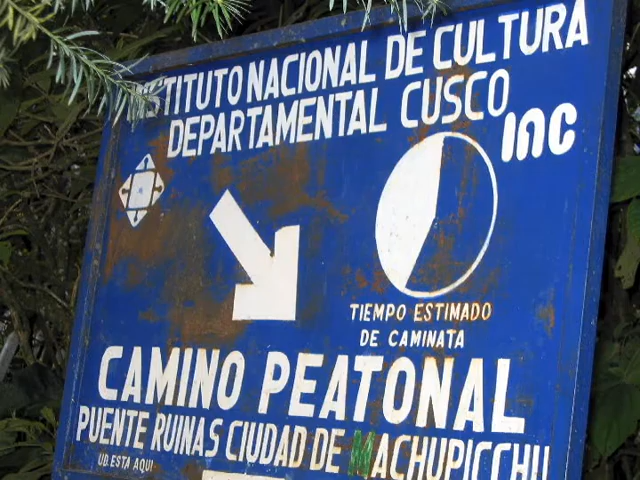 INSTITUTO NACIONAL DE CULTURA
DEPARTAMENTAL CUSCO
INC
TIEMPO ESTIMADO
DE CAMINATA
CAMINO PEATONAL
PUENTE RUINAS CIUDAD DE MACHUPICCHU
UD. ESTA AQUI